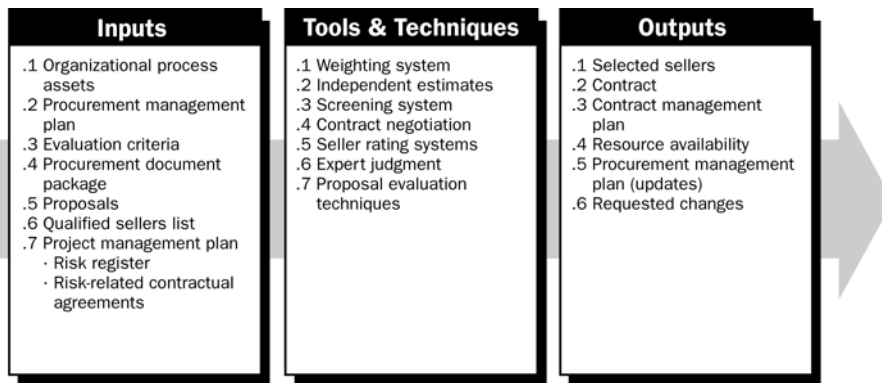 Inputs
.1 Organizational process
assets
.2 Procurement management
plan
.3 Evaluation criteria
.4 Procurement document
package
.5 Proposals
.6 Qualified sellers list
.7 Project management plan
· Risk register
· Risk-related contractual
agreements
Tools & Techniques
.1 Weighting system
.2 Independent estimates
.3 Screening system
.4 Contract negotiation
.5 Seller rating systems
.6 Expert judgment
.7 Proposal evaluation
techniques
Outputs
.1 Selected sellers
.2 Contract
.3 Contract management
plan
.4 Resource availability
.5 Procurement management
plan (updates)
.6 Requested changes